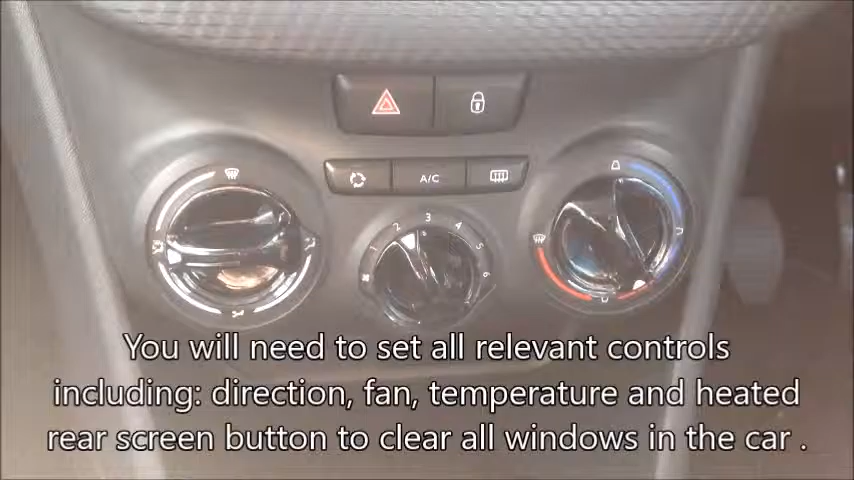 A/C
1 2 3 4 5 6
You will need to set all relevant controls
including: direction, fan, temperature and heated
rear screen button to clear all windows in the car .